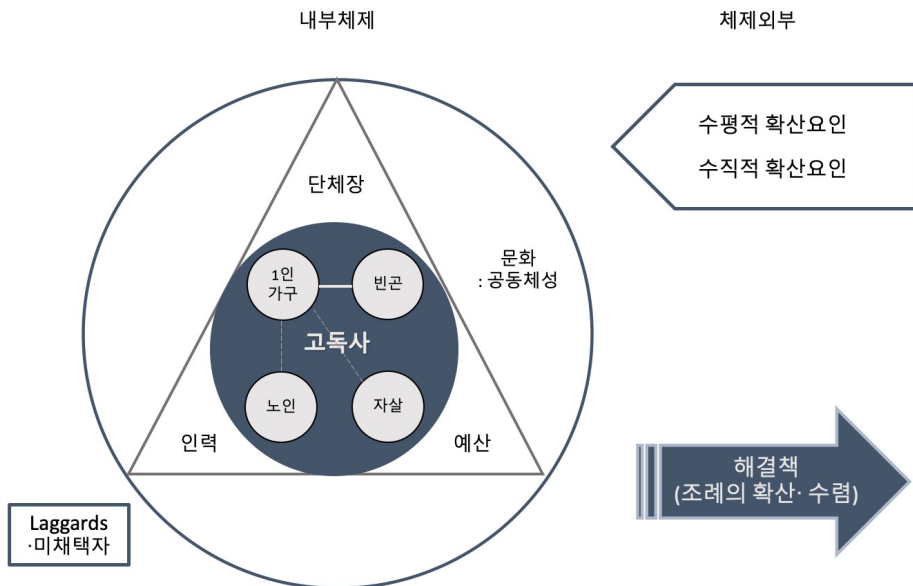 내부체제
체제외부
수평적 확산요인
수직적 확산요인
단체장
문화
: 공동체성
1인
가구
빈곤
고독사
노인
자살
인력
예산
해결책
(조례의 확산· 수렴)
Laggards
·미채택자